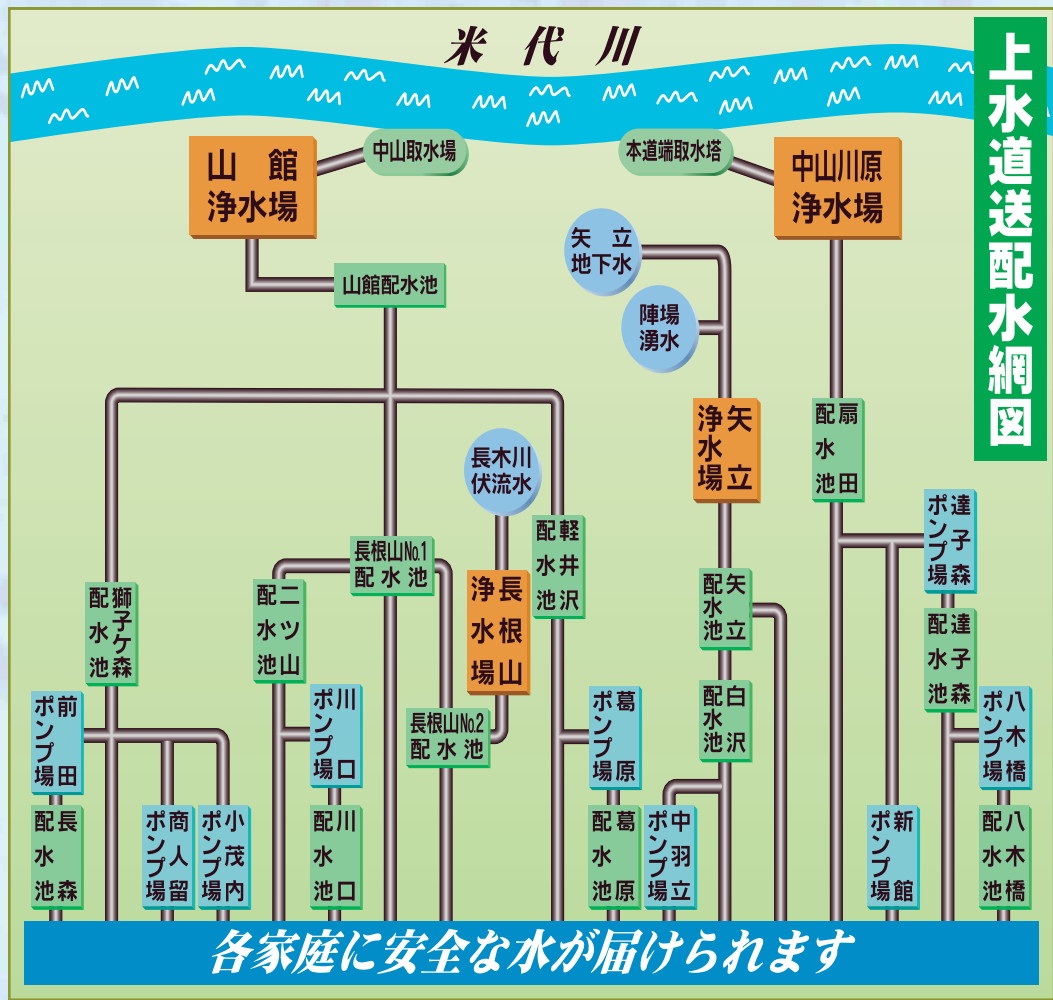 上水道送配水網図
米代川
山館
浄水場
中山取水場
本道端取水塔
中山川原
浄水場
山館配水池
矢立
地下水
陣場
湧水
矢立
浄水場
扇田
配水池
長木川
伏流水
達子森
ポンプ場
軽井沢
配水池
長根山No.1
配水池
長根山
浄水場
矢立
配水池
二ツ山
配水池
獅子ケ森
配水池
達子森
配水池
白沢
配水池
川口
ポンプ場
前田
ポンプ場
長根山No.2
配水池
葛原
ポンプ場
八木橋
ポンプ場
長森
配水池
商人留
ポンプ場
小茂内
ポンプ場
川口
配水池
葛原
配水池
中羽立
ポンプ場
新館
ポンプ場
八木橋
配水池
各家庭に安全な水が届けられます